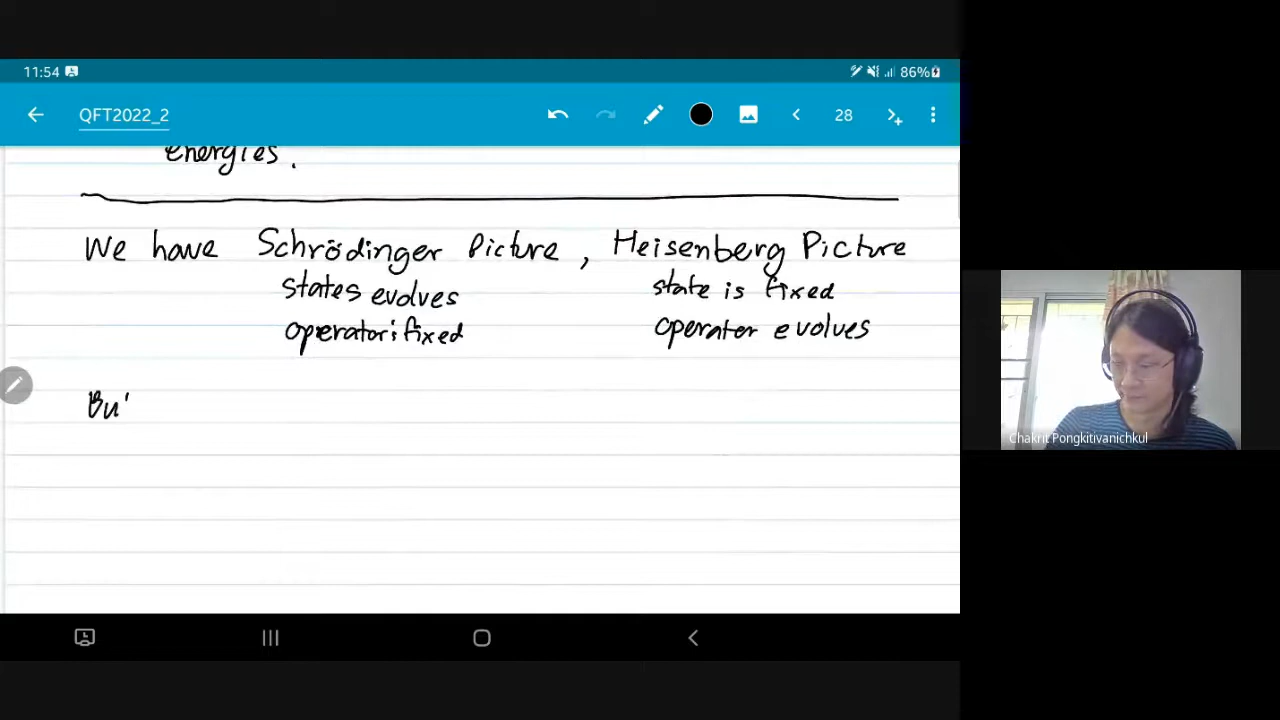 11:54 86%
QFT2022_2 28
energies.
We have Schrödinger Picture, Heisenberg Picture
states evolves state is fixed
operator: fixed operator evolves
Bu'
Chakrit Pongkitivanichkul